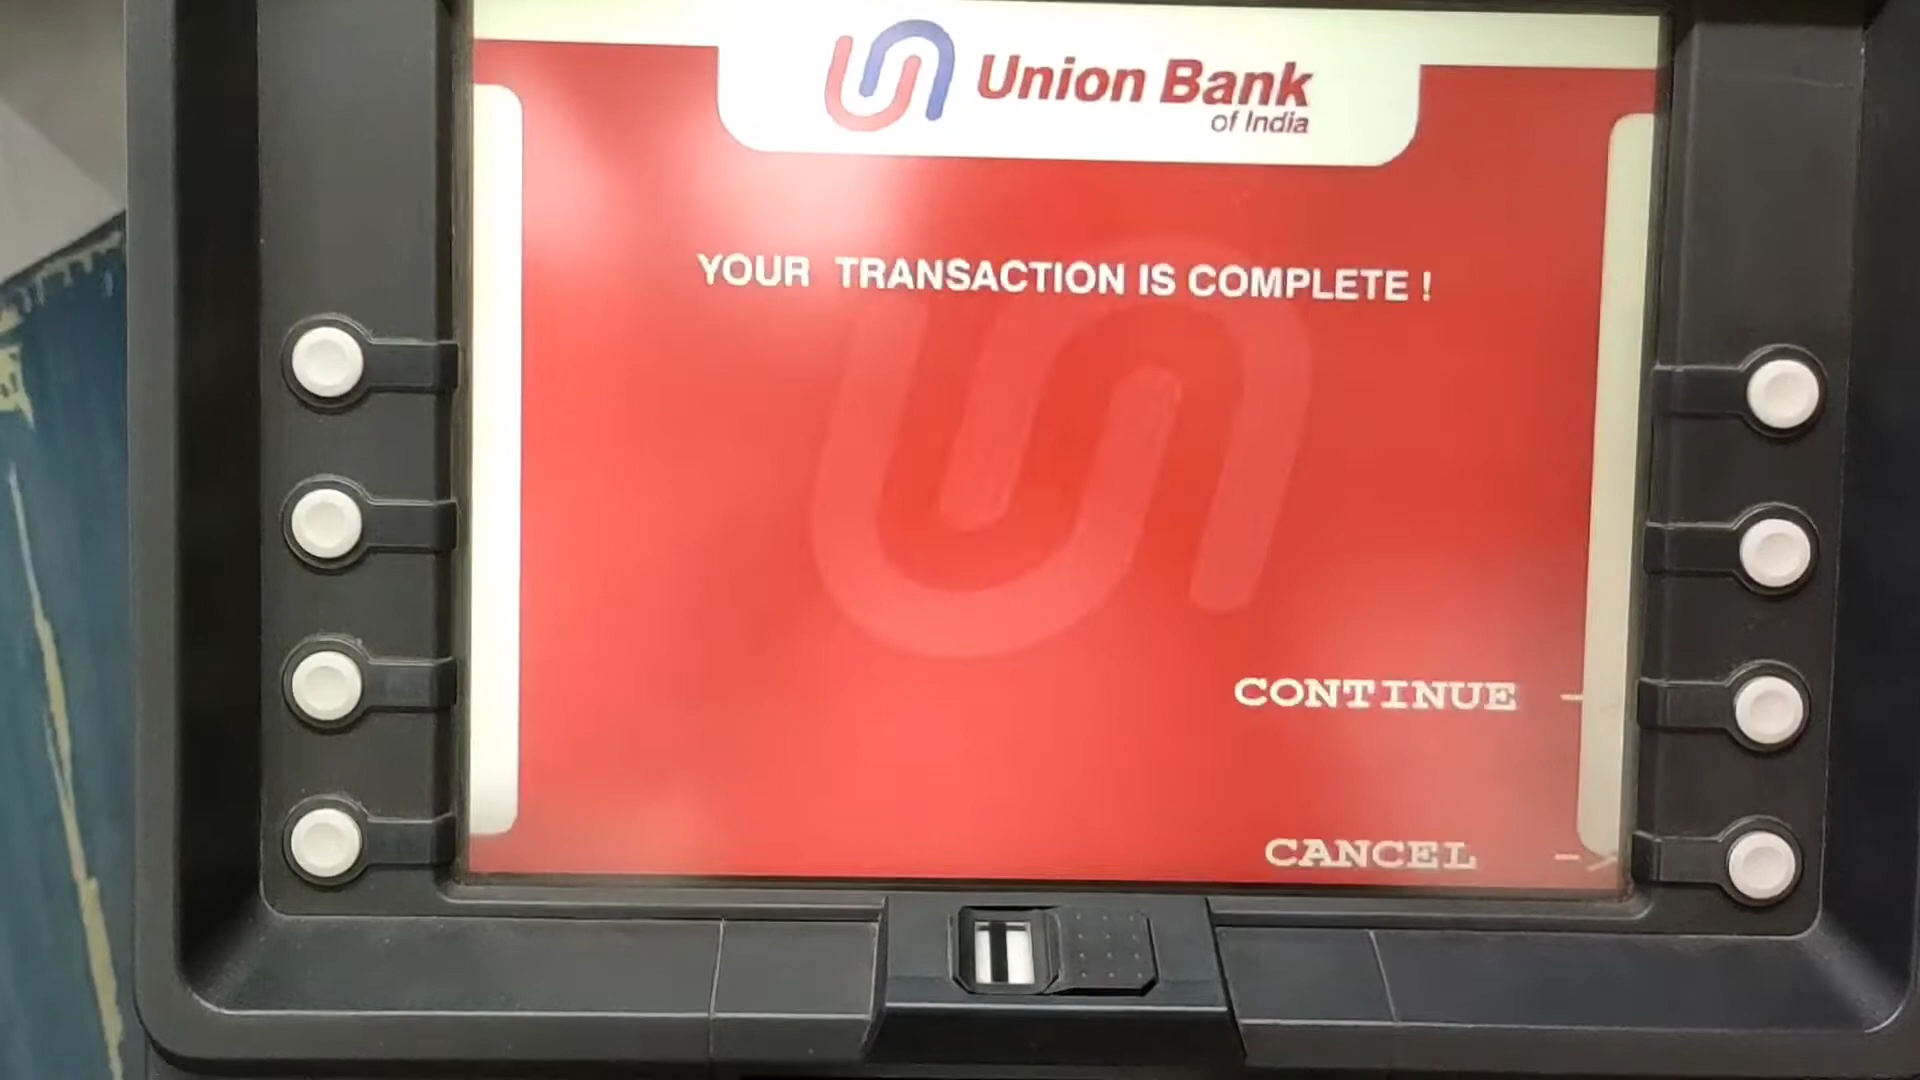 Union Bank
of India
YOUR TRANSACTION IS COMPLETE !
CONTINUE
CANCEL